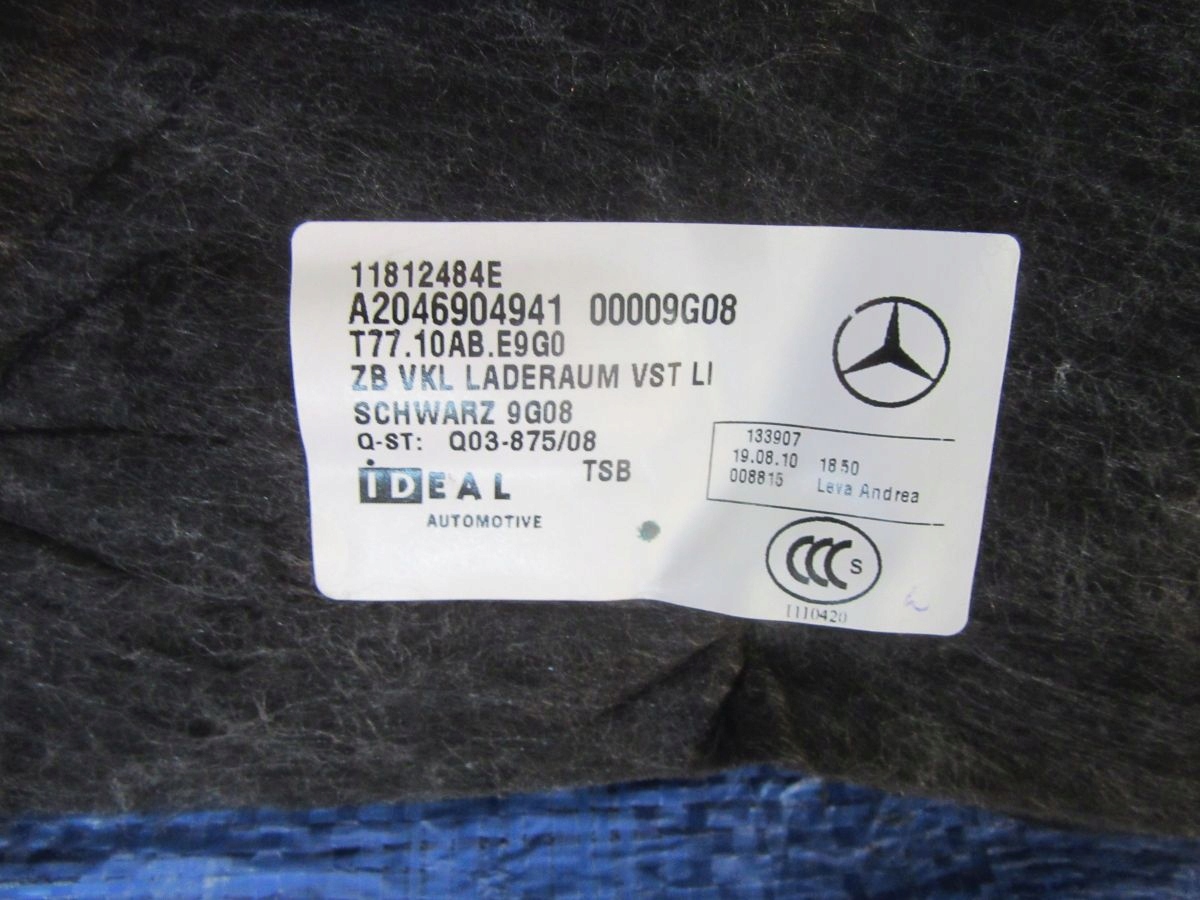 11812484E
A2046904941 00009G08
T77.10AB.E9G0
ZB VKL LADERAUM VST LI
SCHWARZ 9G08
Q-ST: Q03-875/08
TSB
iDEAL
AUTOMOTIVE
133907
19.08.10 18:50
008815 Leva Andrea
CCC S
1110420